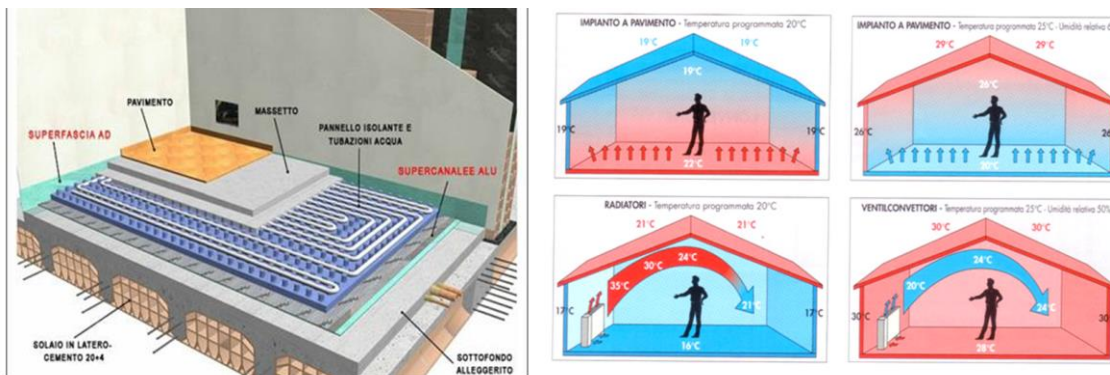 PAVIMENTO
MASSETTO
SUPERFASCIA AD
PANNELLO ISOLANTE E
TUBAZIONI ACQUA
SUPERCANALEE ALU
SOLAIO IN LATERO-
CEMENTO 20+4
SOTTOFONDO
ALLEGGERITO
IMPIANTO A PAVIMENTO - Temperatura programmata 20°C
19°C 19°C
19°C
19°C 19°C
22°C
IMPIANTO A PAVIMENTO - Temperatura programmata 25°C - Umidità relativa
29°C 29°C
26°C
26°C
20°C
RADIATORI - Temperatura programmata 20°C
21°C 21°C
24°C
30°C
35°C
21°C
17°C 17°C
16°C
VENTILCONVETTORI - Temperatura programmata 25°C - Umidità relativa 50%
30°C 30°C
24°C
20°C
24°C
30°C
28°C